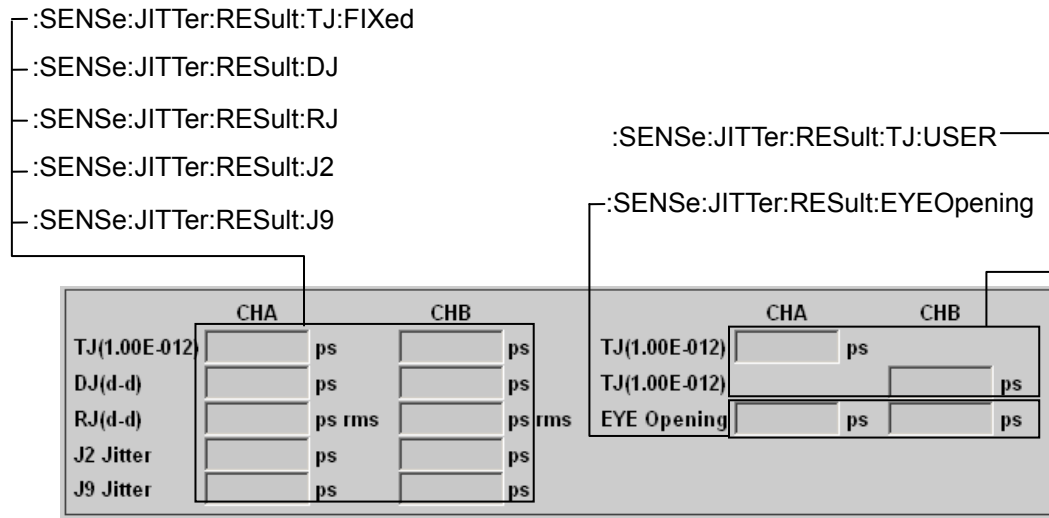 :SENSe:JITTer:RESult:TJ:FIXed
:SENSe:JITTer:RESult:DJ
:SENSe:JITTer:RESult:RJ
:SENSe:JITTer:RESult:J2
:SENSe:JITTer:RESult:J9
:SENSe:JITTer:RESult:TJ:USER
:SENSe:JITTer:RESult:EYEOpening
CHA CHB CHA CHB
TJ(1.00E-012) ps ps TJ(1.00E-012) ps
DJ(d-d) ps ps TJ(1.00E-012) ps
RJ(d-d) ps rms ps rms EYE Opening ps ps
J2 Jitter ps ps
J9 Jitter ps ps